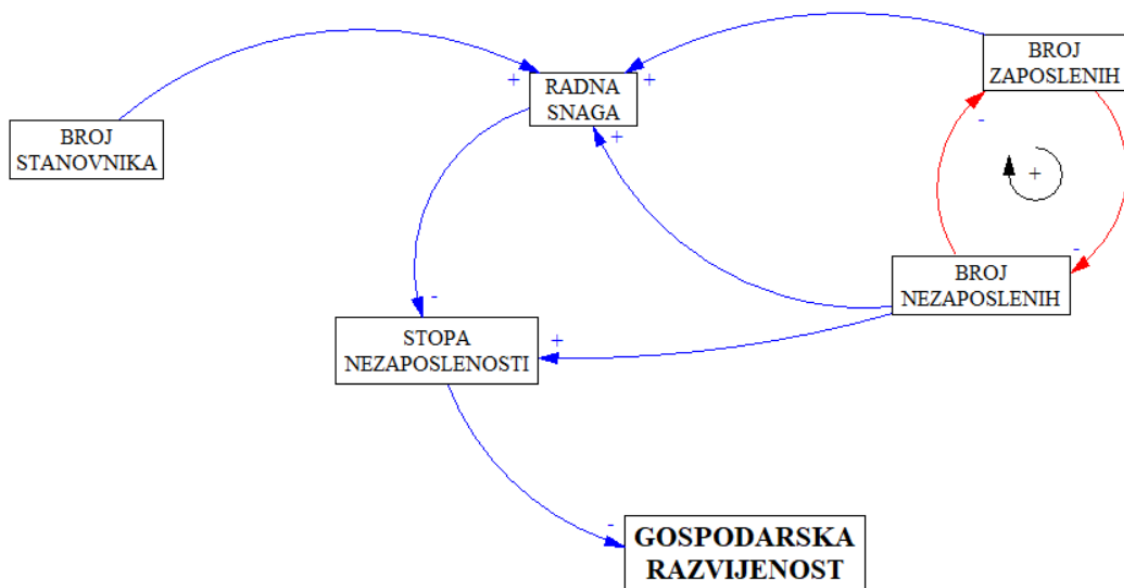 BROJ
ZAPOSLENIH
+
+
RADNA
SNAGA
+
-
BROJ
STANOVNIKA
+
-
BROJ
NEZAPOSLENIH
-
STOPA
NEZAPOSLENOSTI
+
-
GOSPODARSKA
RAZVIJENOST